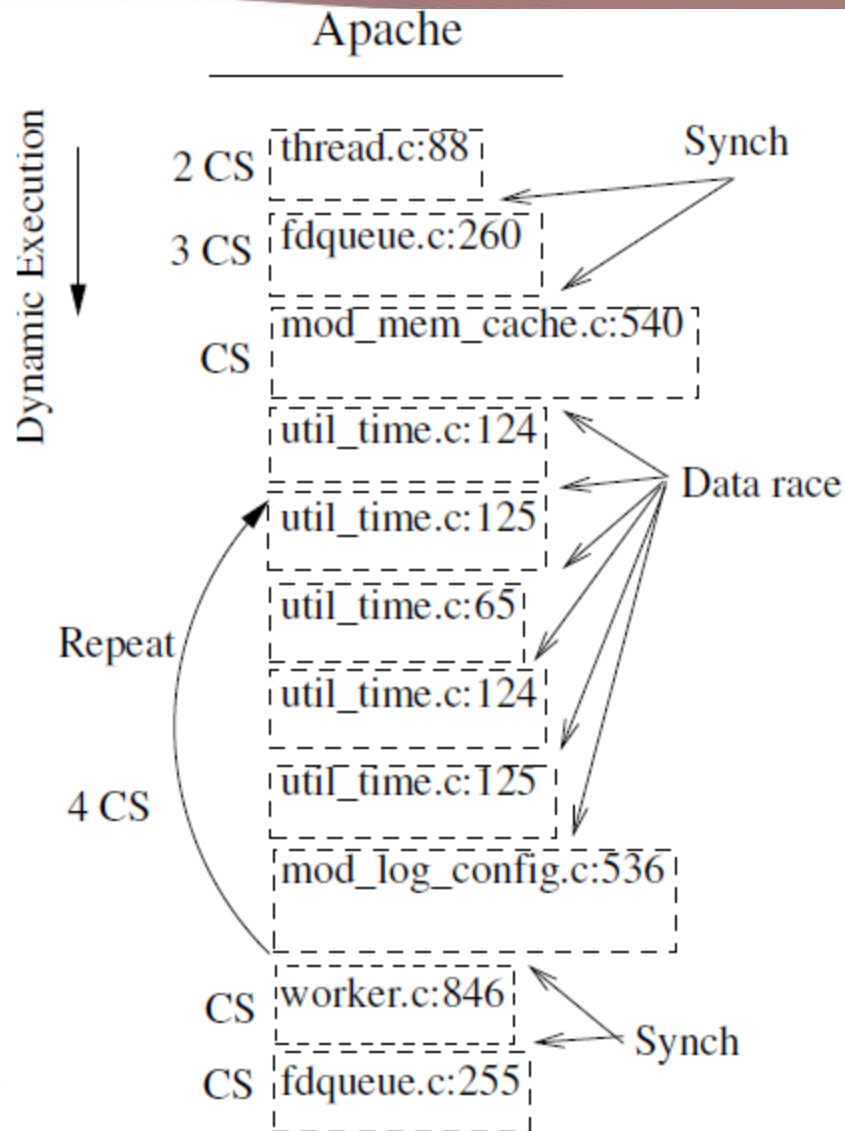 Apache
Dynamic Execution
2 CS
thread.c:88
Synch
3 CS
fdqueue.c:260
CS
mod_mem_cache.c:540
util_time.c:124
Data race
util_time.c:125
util_time.c:65
Repeat
util_time.c:124
4 CS
util_time.c:125
mod_log_config.c:536
CS
worker.c:846
Synch
CS
fdqueue.c:255